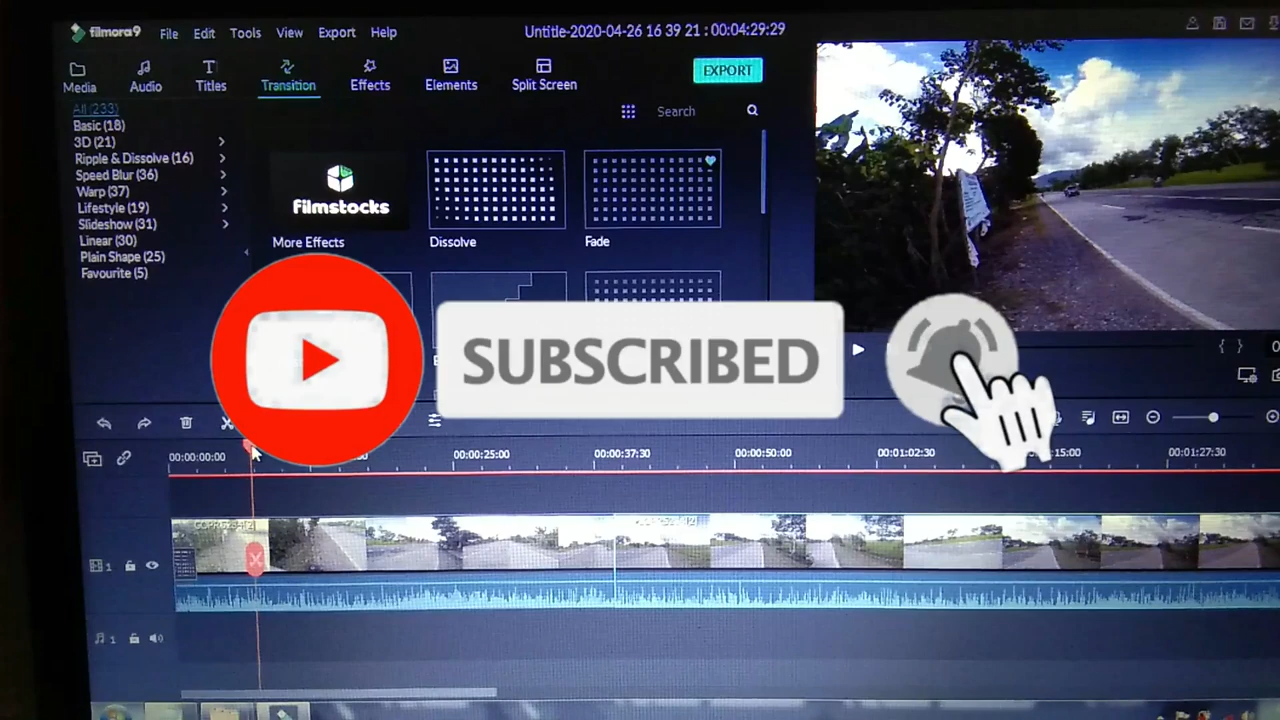 filmora9 File Edit Tools View Export Help
Untitle-2020-04-26 16 39 21 : 00:04:29:29
Media Audio Titles Transition Effects Elements Split Screen
EXPORT
All (233)
Basic (18)
3D (21)
Ripple & Dissolve (16)
Speed Blur (36)
Warp (37)
Lifestyle (19)
Slideshow (31)
Linear (30)
Plain Shape (25)
Favourite (5)
Search
filmstocks
More Effects
Dissolve
Fade
SUBSCRIBED
00:00:00:00 00:00:25:00 00:00:37:30 00:00:50:00 00:01:02:30 00:01:27:30
1
1